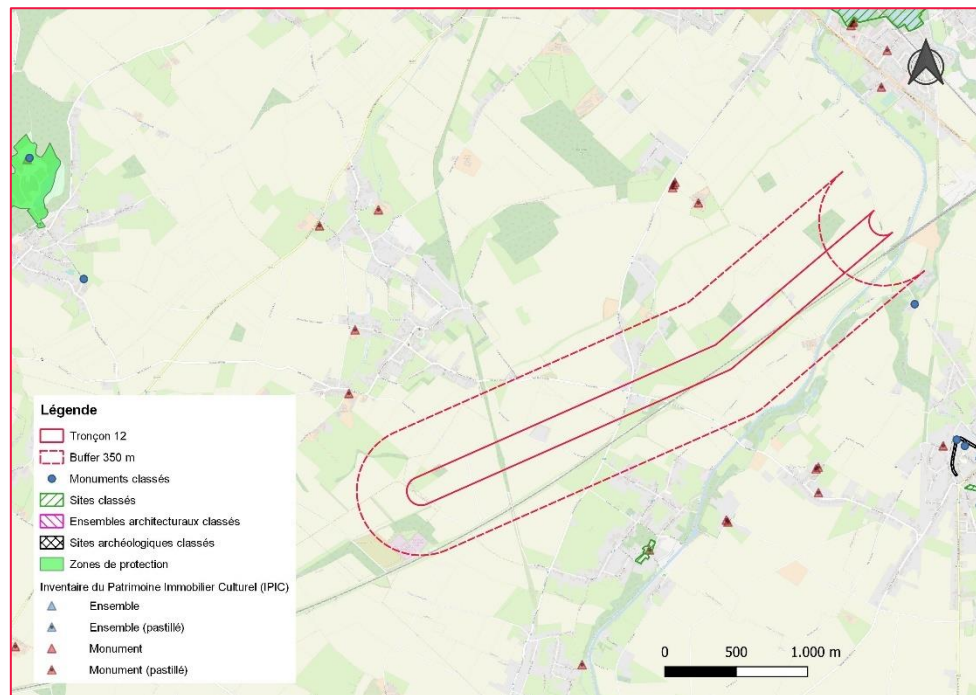 Légende
Tronçon 12
Buffer 350 m
Monuments classés
Sites classés
Ensembles architecturaux classés
Sites archéologiques classés
Zones de protection
Inventaire du Patrimoine Immobilier Culturel (IPIC)
Ensemble
Ensemble (pastillé)
Monument
Monument (pastillé)
0 500 1.000 m